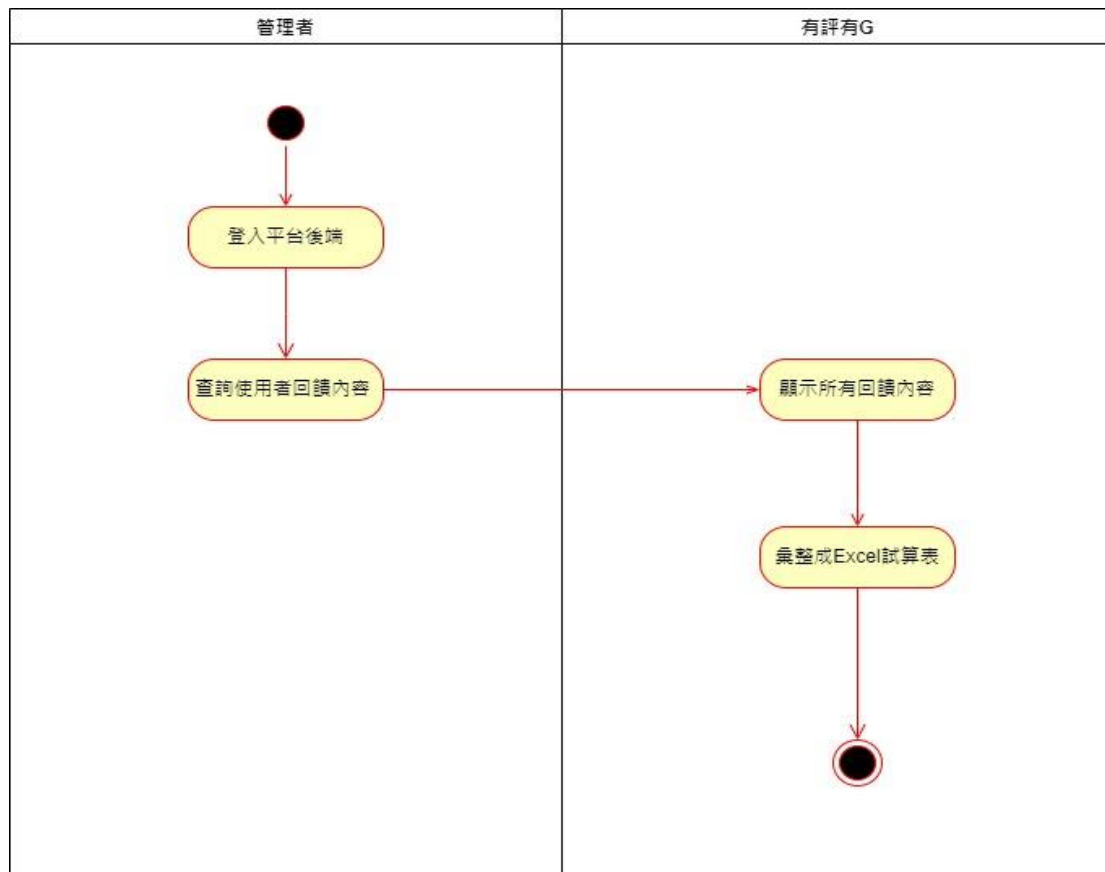 管理者
有評有G
登入平台後端
查詢使用者回饋內容
顯示所有回饋內容
彙整成Excel試算表